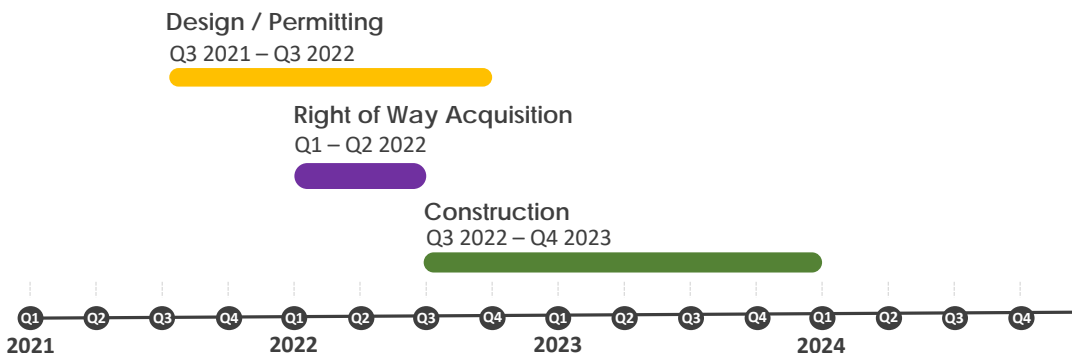 Design / Permitting
Q3 2021 – Q3 2022
Right of Way Acquisition
Q1 – Q2 2022
Construction
Q3 2022 – Q4 2023
Q1 Q2 Q3 Q4 Q1 Q2 Q3 Q4 Q1 Q2 Q3 Q4 Q1 Q2 Q3 Q4
2021 2022 2023 2024